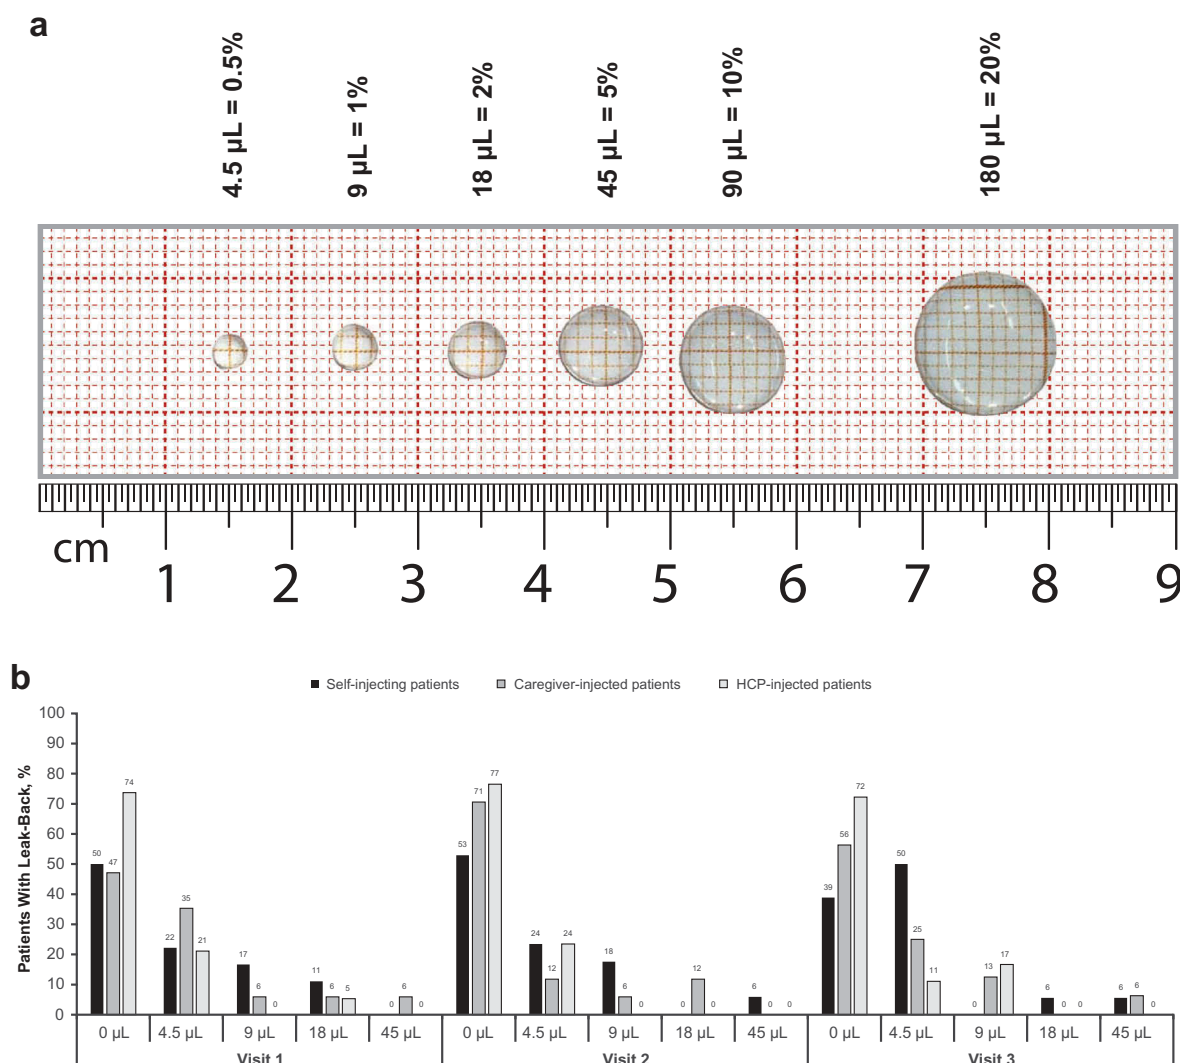 a
4.5 µL = 0.5%
9 µL = 1%
18 µL = 2%
45 µL = 5%
90 µL = 10%
180 µL = 20%
cm
1 2 3 4 5 6 7 8 9
b
Self-injecting patients Caregiver-injected patients HCP-injected patients
Patients With Leak-Back, %
100
90
80
70
60
50
40
30
20
10
0
50 47 74 22 35 21 17 6 0 11 6 5 0 6 0
53 71 77 24 12 24 18 6 0 0 12 0 6 0 0
39 56 72 50 25 11 0 13 17 6 0 0 6 6 0
0 µL 4.5 µL 9 µL 18 µL 45 µL 0 µL 4.5 µL 9 µL 18 µL 45 µL 0 µL 4.5 µL 9 µL 18 µL 45 µL
Visit 1 Visit 2 Visit 3